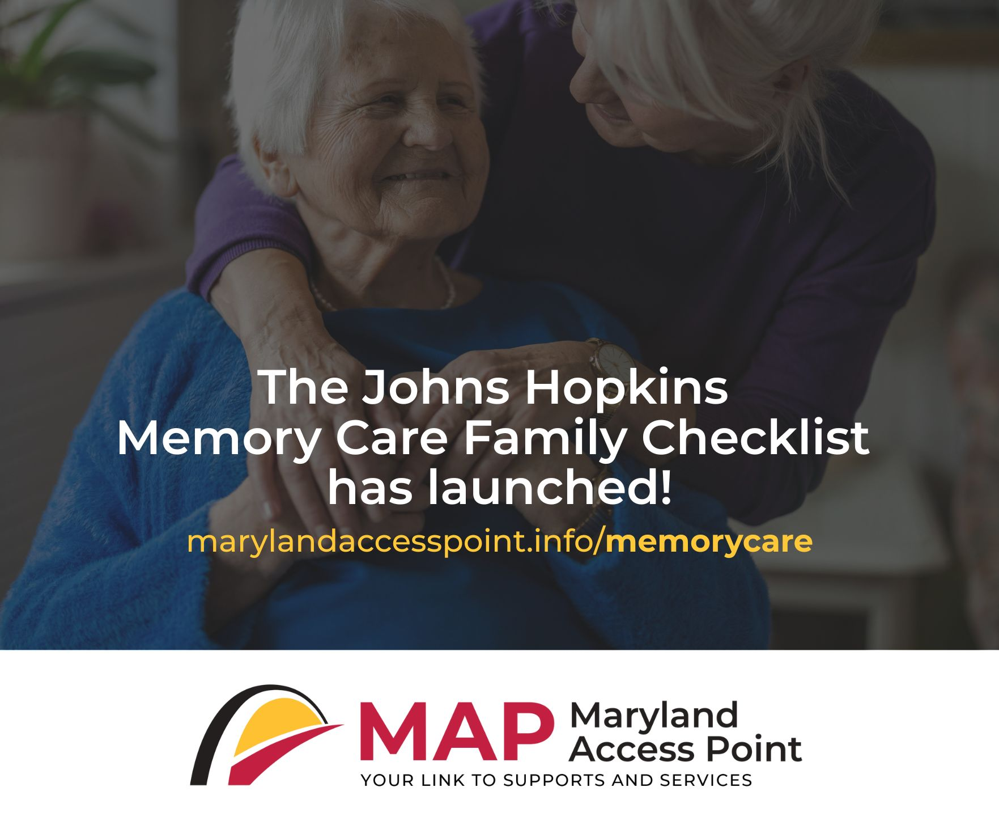 The Johns Hopkins
Memory Care Family Checklist
has launched!
marylandaccesspoint.info/memorycare
MAP
Maryland
Access Point
YOUR LINK TO SUPPORTS AND SERVICES